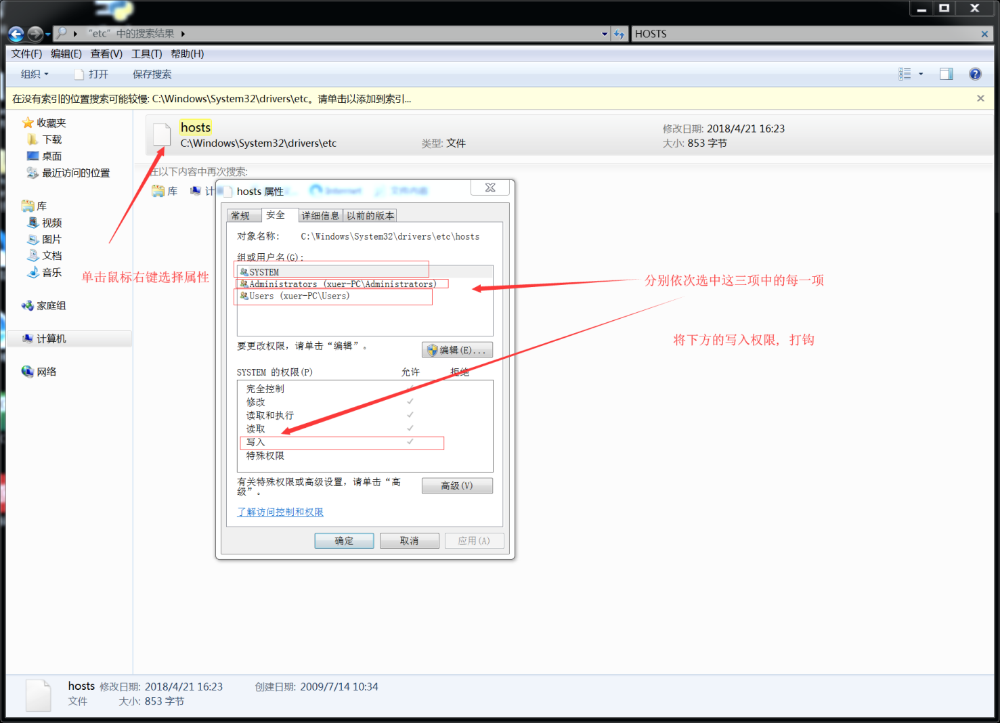 “etc” 中的搜索结果
HOSTS
文件(F) 编辑(E) 查看(V) 工具(T) 帮助(H)
组织 打开 保存搜索
在没有索引的位置搜索可能较慢: C:\Windows\System32\drivers\etc。请单击以添加到索引...
收藏夹
下载
桌面
最近访问的位置
库
视频
图片
文档
音乐
家庭组
计算机
网络
hosts
C:\Windows\System32\drivers\etc
类型: 文件
修改日期: 2018/4/21 16:23
大小: 853 字节
在以下内容中再次搜索:
库 计
Internet 文件内容
单击鼠标右键选择属性
hosts 属性
常规 安全 详细信息 以前的版本
对象名称: C:\Windows\System32\drivers\etc\hosts
组或用户名(G):
SYSTEM
Administrators (xuer-PC\Administrators)
Users (xuer-PC\Users)
要更改权限，请单击“编辑”。
编辑(E)...
SYSTEM 的权限(P) 允许 拒绝
完全控制
修改
读取和执行
读取
写入
特殊权限
有关特殊权限或高级设置，请单击“高
级”。
高级(V)
了解访问控制和权限
确定 取消 应用(A)
分别依次选中这三项中的每一项
将下方的写入权限，打钩
hosts 修改日期: 2018/4/21 16:23 创建日期: 2009/7/14 10:34
文件 大小: 853 字节